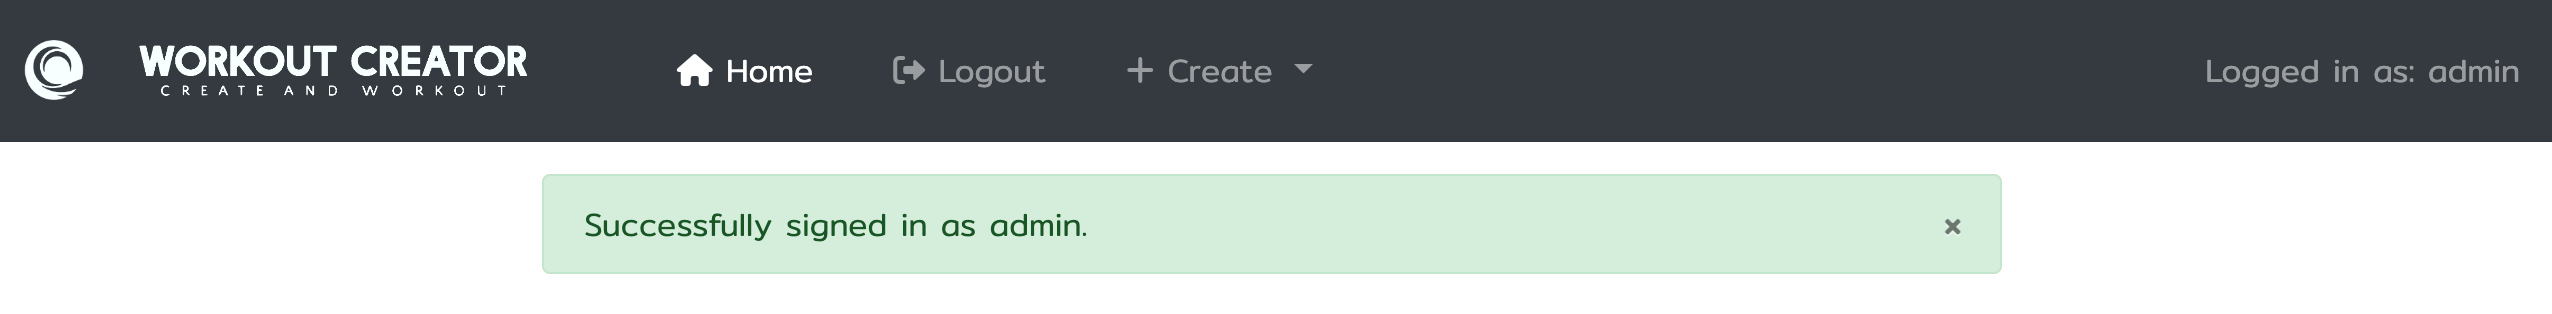 WORKOUT CREATOR
CREATE AND WORKOUT
Home
Logout
Create
Logged in as: admin
Successfully signed in as admin.